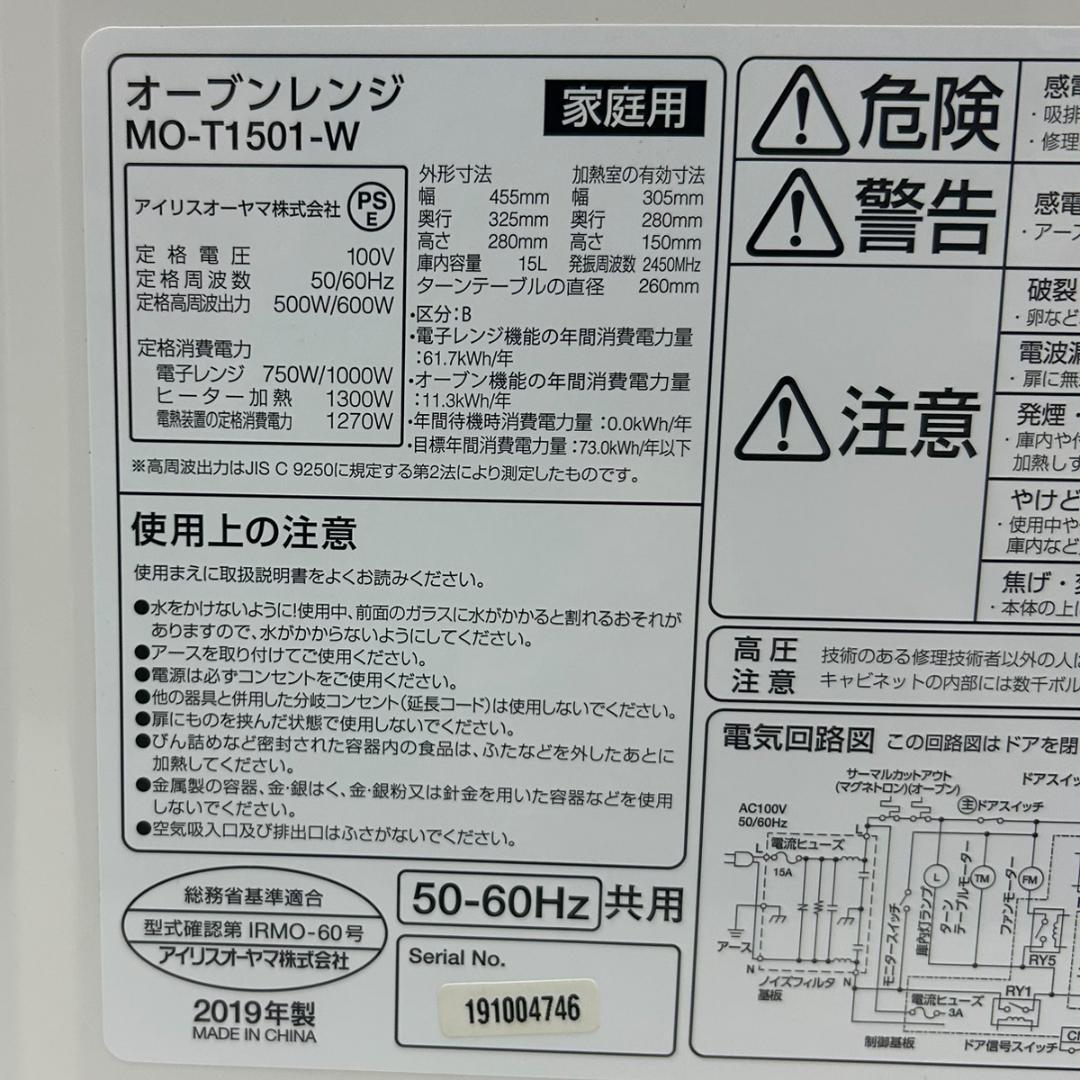 オーブンレンジ
MO-T1501-W
家庭用
アイリスオーヤマ株式会社
PS
E
定格電圧 100V
定格周波数 50/60Hz
定格高周波出力 500W/600W
定格消費電力
電子レンジ 750W/1000W
ヒーター加熱 1300W
電熱装置の定格消費電力 1270W
外形寸法 加熱室の有効寸法
幅 455mm 幅 305mm
奥行 325mm 奥行 280mm
高さ 280mm 高さ 150mm
庫内容量 15L 発振周波数 2450MHz
ターンテーブルの直径 260mm
・区分:B
・電子レンジ機能の年間消費電力量
:61.7kWh/年
・オーブン機能の年間消費電力量
:11.3kWh/年
・年間待機時消費電力量 :0.0kWh/年
・目標年間消費電力量 :73.0kWh/年以下
※高周波出力はJIS C 9250に規定する第2法により測定したものです。
使用上の注意
使用まえに取扱説明書をよくお読みください。
●水をかけないように!使用中、前面のガラスに水がかかると割れるおそれが
ありますので、水がかからないようにしてください。
●アースを取り付けてご使用ください。
●電源は必ずコンセントをご使用ください。
●他の器具と併用した分岐コンセント(延長コード)は使用しないでください。
●扉にものを挟んだ状態で使用しないでください。
●びん詰めなど密封された容器内の食品は、ふたなどを外したあとに
加熱してください。
●金属製の容器、金・銀はく、金・銀粉又は針金を用いた容器などを使用
しないでください。
●空気吸入口及び排出口はふさがないでください。
総務省基準適合
型式確認第 IRMO-60号
アイリスオーヤマ株式会社
2019年製
MADE IN CHINA
50-60Hz 共用
Serial No.
191004746
危険
感電
・吸排
・修理
警告
感電
・アース
注意
破裂
・卵など
電波漏
・扉に無
発煙・
・庫内や付
加熱しす
やけど
・使用中や
庫内など
焦げ・
・本体の上
高圧
注意
技術のある修理技術者以外の人は
キャビネットの内部には数千ボル
電気回路図 この回路図はドアを閉
サーマルカットアウト
(マグネトロン)(オーブン)
ドアスイッ
主 ドアスイッチ
AC100V
50/60Hz
L
電流ヒューズ
15A
L
庫内灯ランプ
L
ターン
テーブルモーター
TM
ファンモーター
FM
RY5
アース
N
ノイズフィルタ
基板
N
モニタースイッチ
電流ヒューズ
3A
RY1
制御基板
ドア信号スイッチ